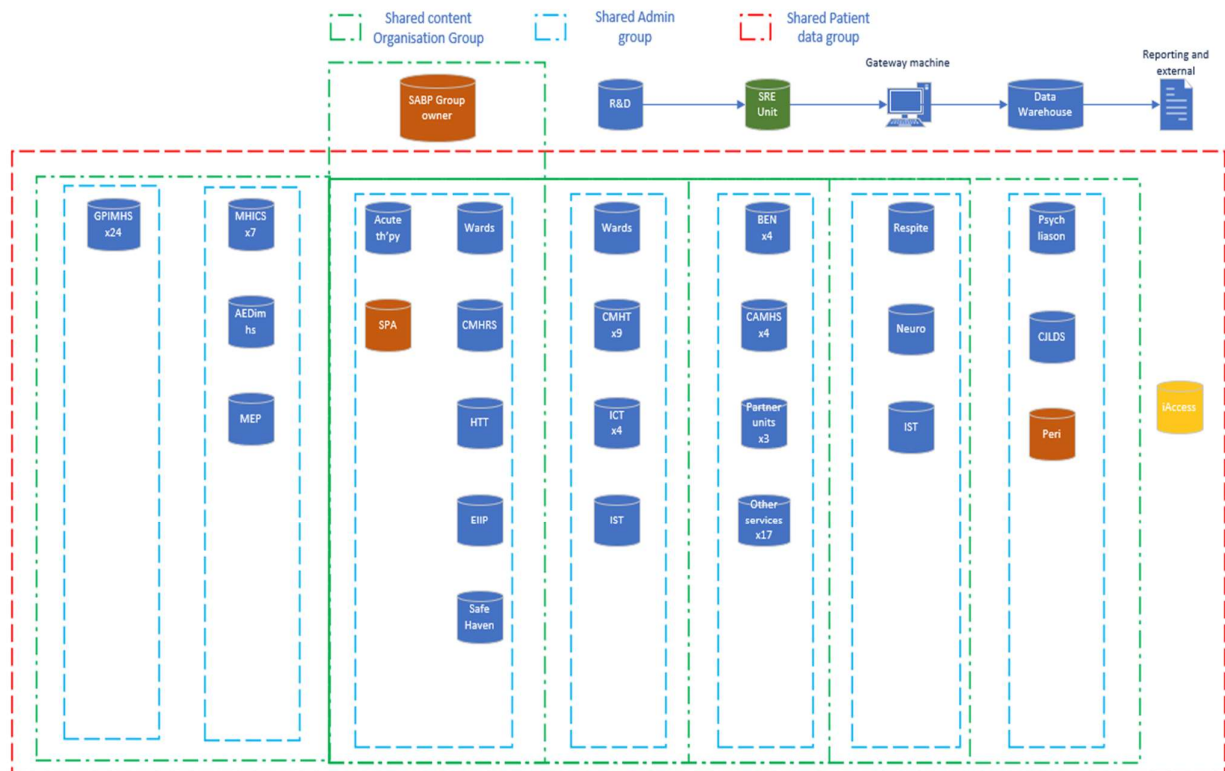 Shared content
Organisation Group
Shared Admin
group
Shared Patient
data group
SABP Group
owner
R&D
SRE
Unit
Gateway machine
Data
Warehouse
Reporting and
external
GPIMHS
x24
MHICS
x7
AEDim
hs
MEP
Acute
th'py
SPA
Wards
CMHRS
HTT
EIIP
Safe
Haven
Wards
CMHT
x9
ICT
x4
IST
BEN
x4
CAMHS
x4
Partner
units
x3
Other
services
x17
Respite
Neuro
IST
Psych
liason
CJLDS
Peri
iAccess